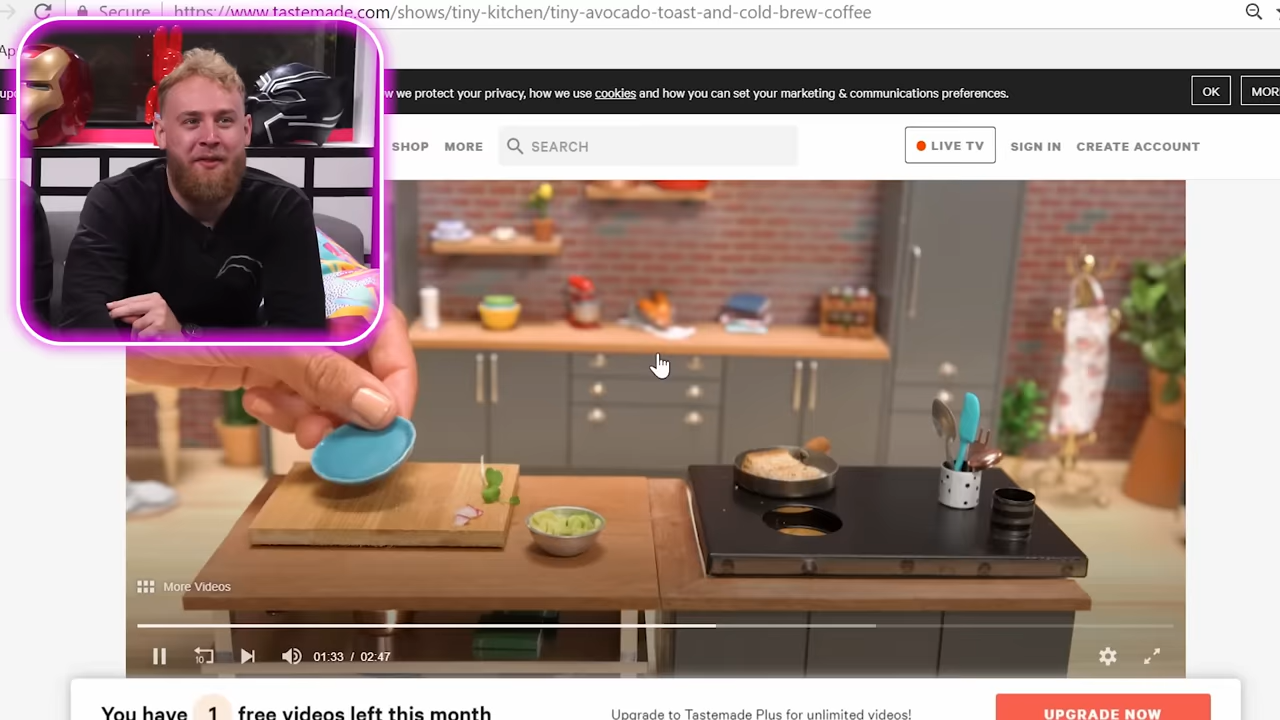 Secure
https://www.tastemade.com/shows/tiny-kitchen/tiny-avocado-toast-and-cold-brew-coffee
we protect your privacy, how we use cookies and how you can set your marketing & communications preferences.
OK
MOR
SHOP
MORE
SEARCH
LIVE TV
SIGN IN
CREATE ACCOUNT
More Videos
10
01:33 / 02:47
You have 1 free videos left this month
Upgrade to Tastemade Plus for unlimited videos!
UPGRADE NOW